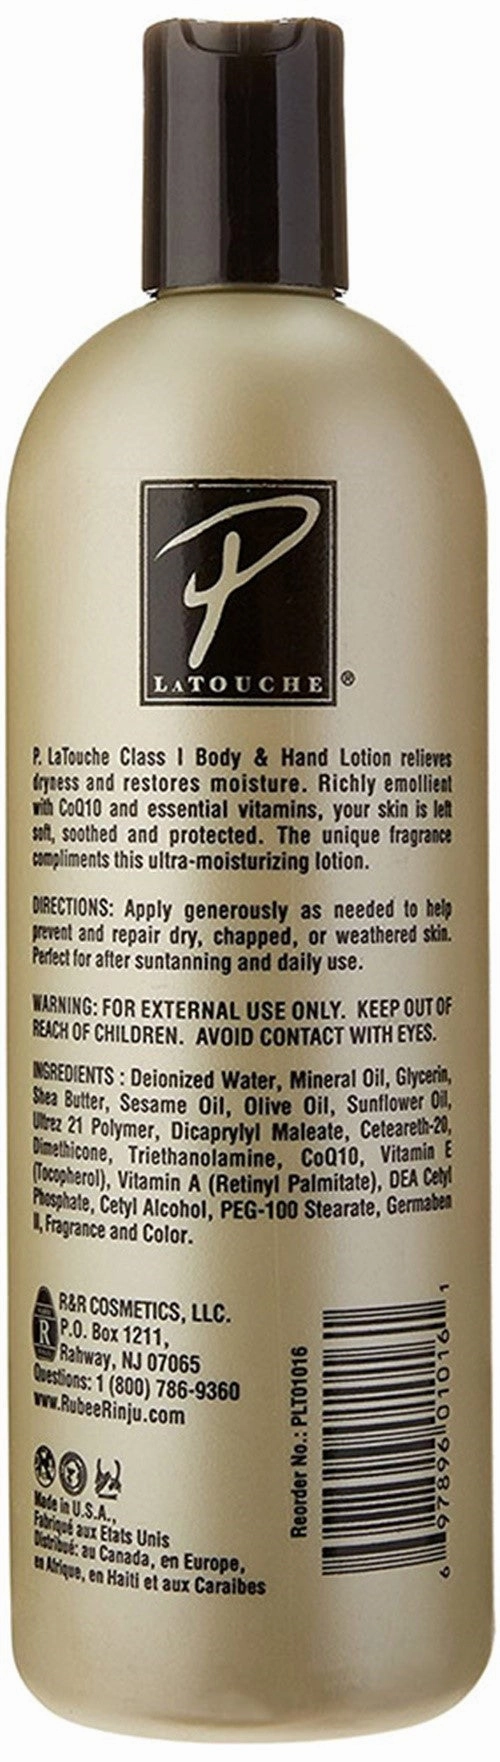 P
LATOUCHE®
P. LaTouche Class I Body & Hand Lotion relieves
dryness and restores moisture. Richly emollient
with CoQ10 and essential vitamins, your skin is left
soft, soothed and protected. The unique fragrance
compliments this ultra-moisturizing lotion.
DIRECTIONS: Apply generously as needed to help
prevent and repair dry, chapped, or weathered skin.
Perfect for after suntanning and daily use.
WARNING: FOR EXTERNAL USE ONLY. KEEP OUT OF
REACH OF CHILDREN. AVOID CONTACT WITH EYES.
INGREDIENTS : Deionized Water, Mineral Oil, Glycerin,
Shea Butter, Sesame Oil, Olive Oil, Sunflower Oil,
Ultrez 21 Polymer, Dicaprylyl Maleate, Ceteareth-20,
Dimethicone, Triethanolamine, CoQ10, Vitamin E
(Tocopherol), Vitamin A (Retinyl Palmitate), DEA Cetyl
Phosphate, Cetyl Alcohol, PEG-100 Stearate, Germaben
II, Fragrance and Color.
R
R&R COSMETICS, LLC.
P.O. Box 1211,
Rahway, NJ 07065
Questions: 1 (800) 786-9360
www.RubeeRinju.com
Made in U.S.A.,
Fabriqué aux Etats Unis
Distribué: au Canada, en Europe,
en Afrique, en Haiti et aux Caraibes
Reorder No.: PLT01016
6 97896 01016 1